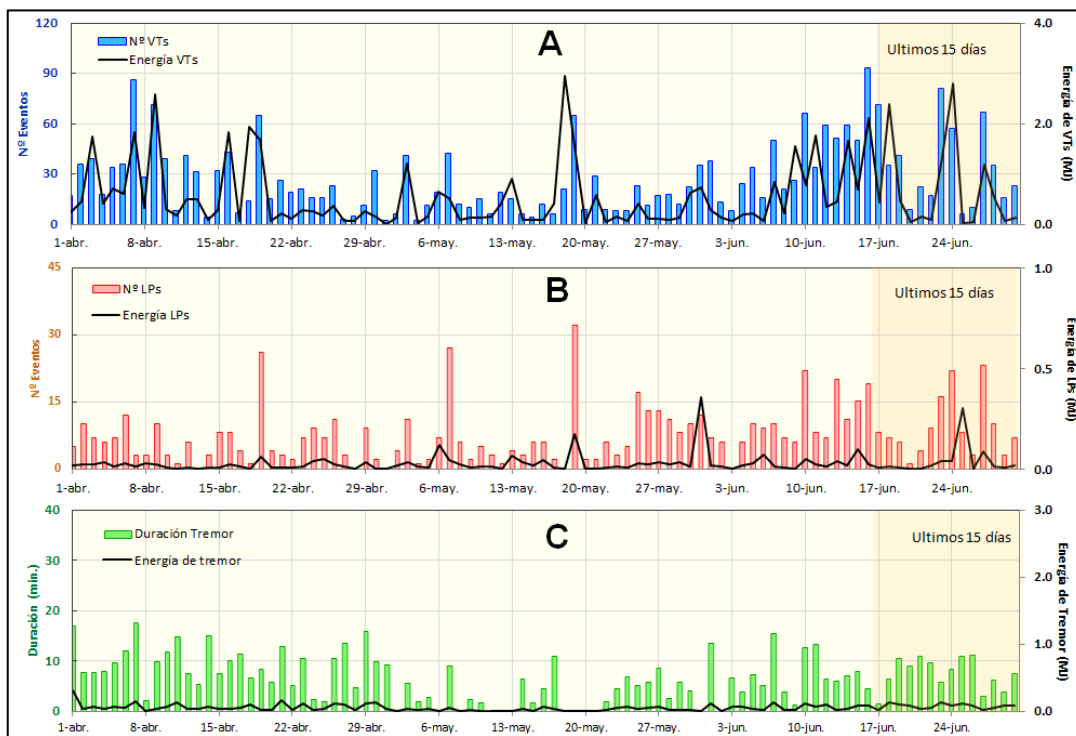 A
Nº VTs
Energía VTs
Ultimos 15 días
Nº Eventos
Energía de VTs (MJ)
120
90
60
30
0
4.0
3.0
2.0
1.0
0.0
1-abr. 8-abr. 15-abr. 22-abr. 29-abr. 6-may. 13-may. 20-may. 27-may. 3-jun. 10-jun. 17-jun. 24-jun.
B
Nº LPs
Energía LPs
Ultimos 15 días
Nº Eventos
Energía de LPs (MJ)
45
30
15
0
1.0
0.5
0.0
1-abr. 8-abr. 15-abr. 22-abr. 29-abr. 6-may. 13-may. 20-may. 27-may. 3-jun. 10-jun. 17-jun. 24-jun.
C
Duración Tremor
Energía de tremor
Ultimos 15 días
Duración (min.)
Energía de Tremor (MJ)
40
30
20
10
0
3.0
2.0
1.0
0.0
1-abr. 8-abr. 15-abr. 22-abr. 29-abr. 6-may. 13-may. 20-may. 27-may. 3-jun. 10-jun. 17-jun. 24-jun.